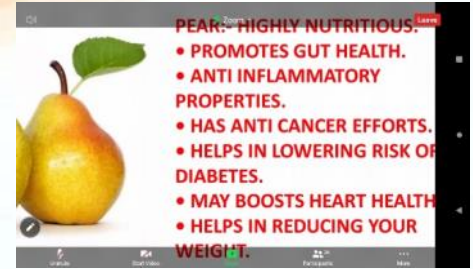 Zoom
Leave
PEAR:- HIGHLY NUTRITIOUS.
• PROMOTES GUT HEALTH.
• ANTI INFLAMMATORY
PROPERTIES.
• HAS ANTI CANCER EFFORTS.
• HELPS IN LOWERING RISK OF
DIABETES.
• MAY BOOSTS HEART HEALTH
• HELPS IN REDUCING YOUR
WEIGHT.
Unmute
Start Video
Participants
More